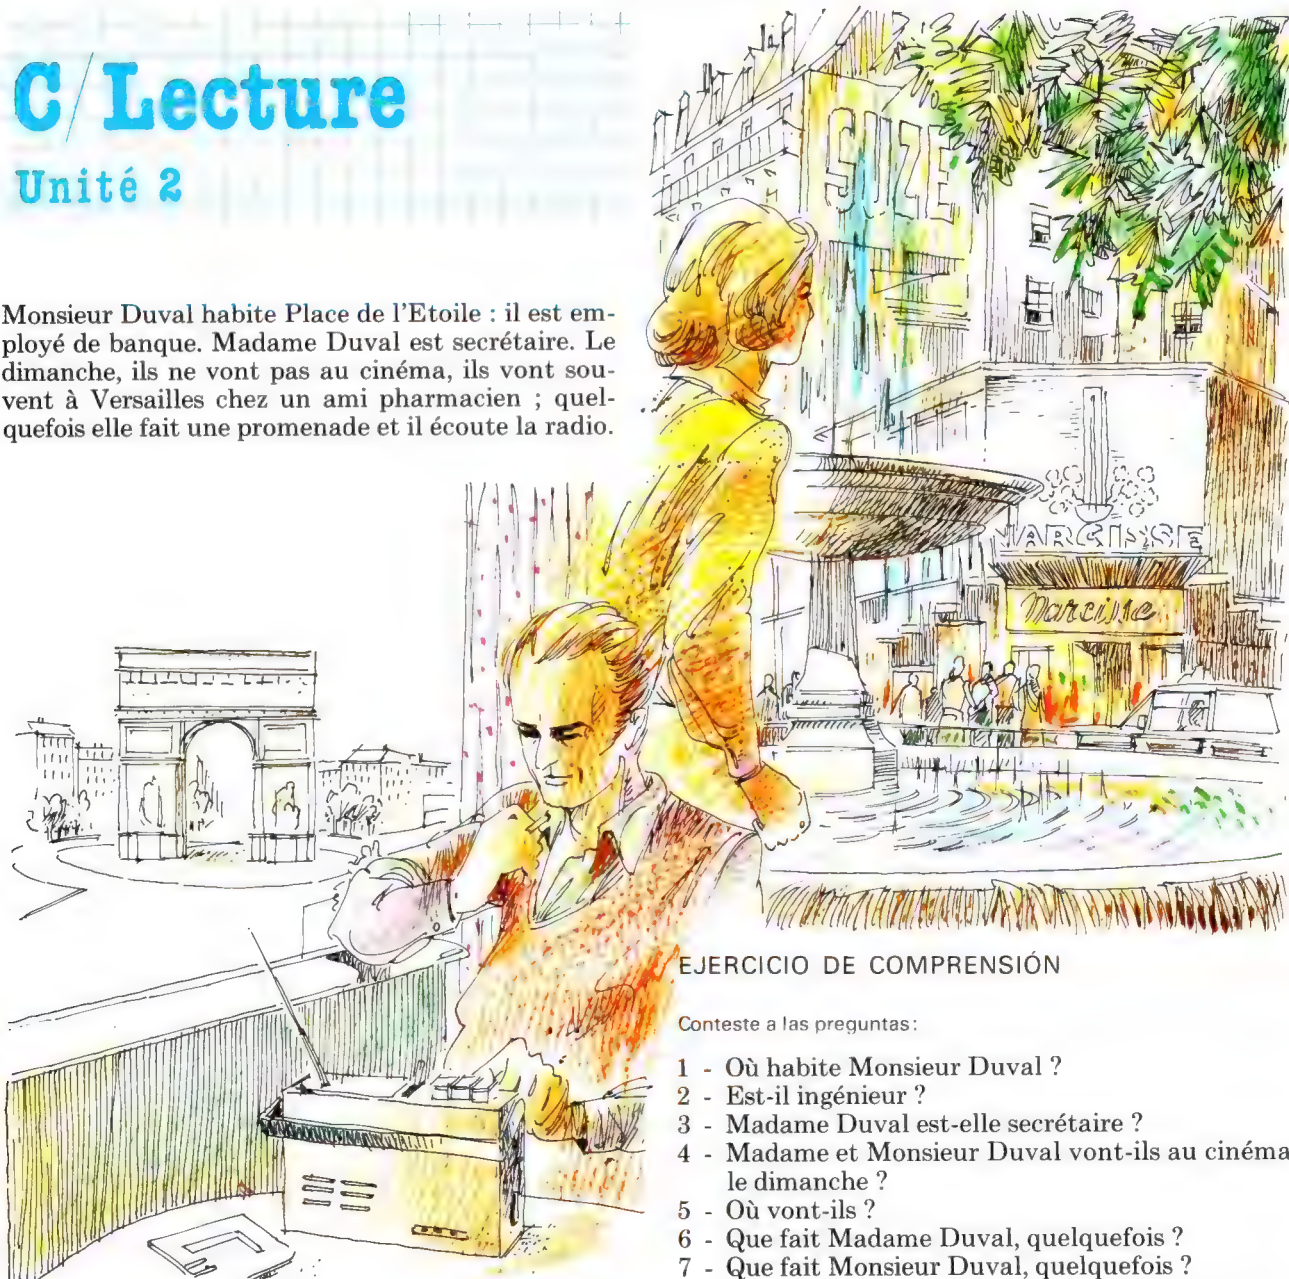 C/Lecture
Unité 2
Monsieur Duval habite Place de l'Etoile : il est em-
ployé de banque. Madame Duval est secrétaire. Le
dimanche, ils ne vont pas au cinéma, ils vont sou-
vent à Versailles chez un ami pharmacien ; quel-
quefois elle fait une promenade et il écoute la radio.
SUZE
NARCISSE
Narcisse
EJERCICIO DE COMPRENSIÓN
Conteste a las preguntas:
1 - Où habite Monsieur Duval ?
2 - Est-il ingénieur ?
3 - Madame Duval est-elle secrétaire ?
4 - Madame et Monsieur Duval vont-ils au cinéma
le dimanche ?
5 - Où vont-ils ?
6 - Que fait Madame Duval, quelquefois ?
7 - Que fait Monsieur Duval, quelquefois ?